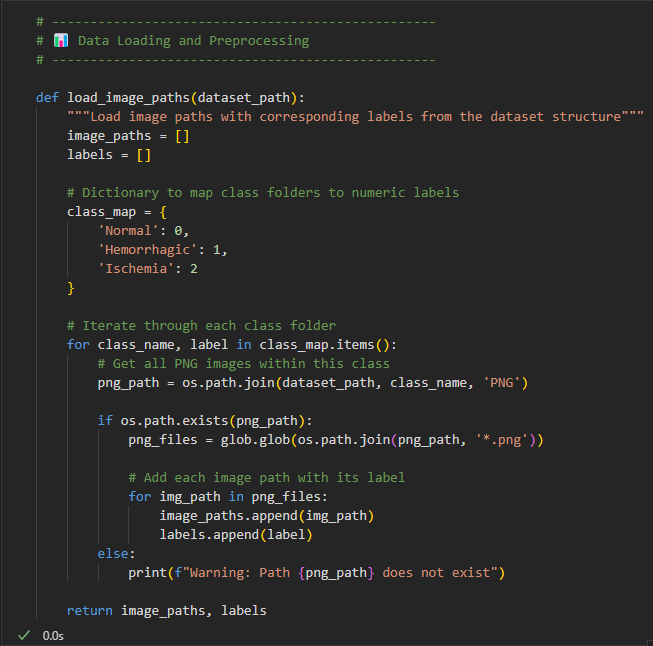 # --------------------------------------------------
# 📊 Data Loading and Preprocessing
# --------------------------------------------------
def load_image_paths(dataset_path):
    """Load image paths with corresponding labels from the dataset structure"""
    image_paths = []
    labels = []
    # Dictionary to map class folders to numeric labels
    class_map = {
        'Normal': 0,
        'Hemorrhagic': 1,
        'Ischemia': 2
    }
    # Iterate through each class folder
    for class_name, label in class_map.items():
        # Get all PNG images within this class
        png_path = os.path.join(dataset_path, class_name, 'PNG')
        if os.path.exists(png_path):
            png_files = glob.glob(os.path.join(png_path, '*.png'))
            # Add each image path with its label
            for img_path in png_files:
                image_paths.append(img_path)
                labels.append(label)
        else:
            print(f"Warning: Path {png_path} does not exist")
    return image_paths, labels
✓ 0.0s